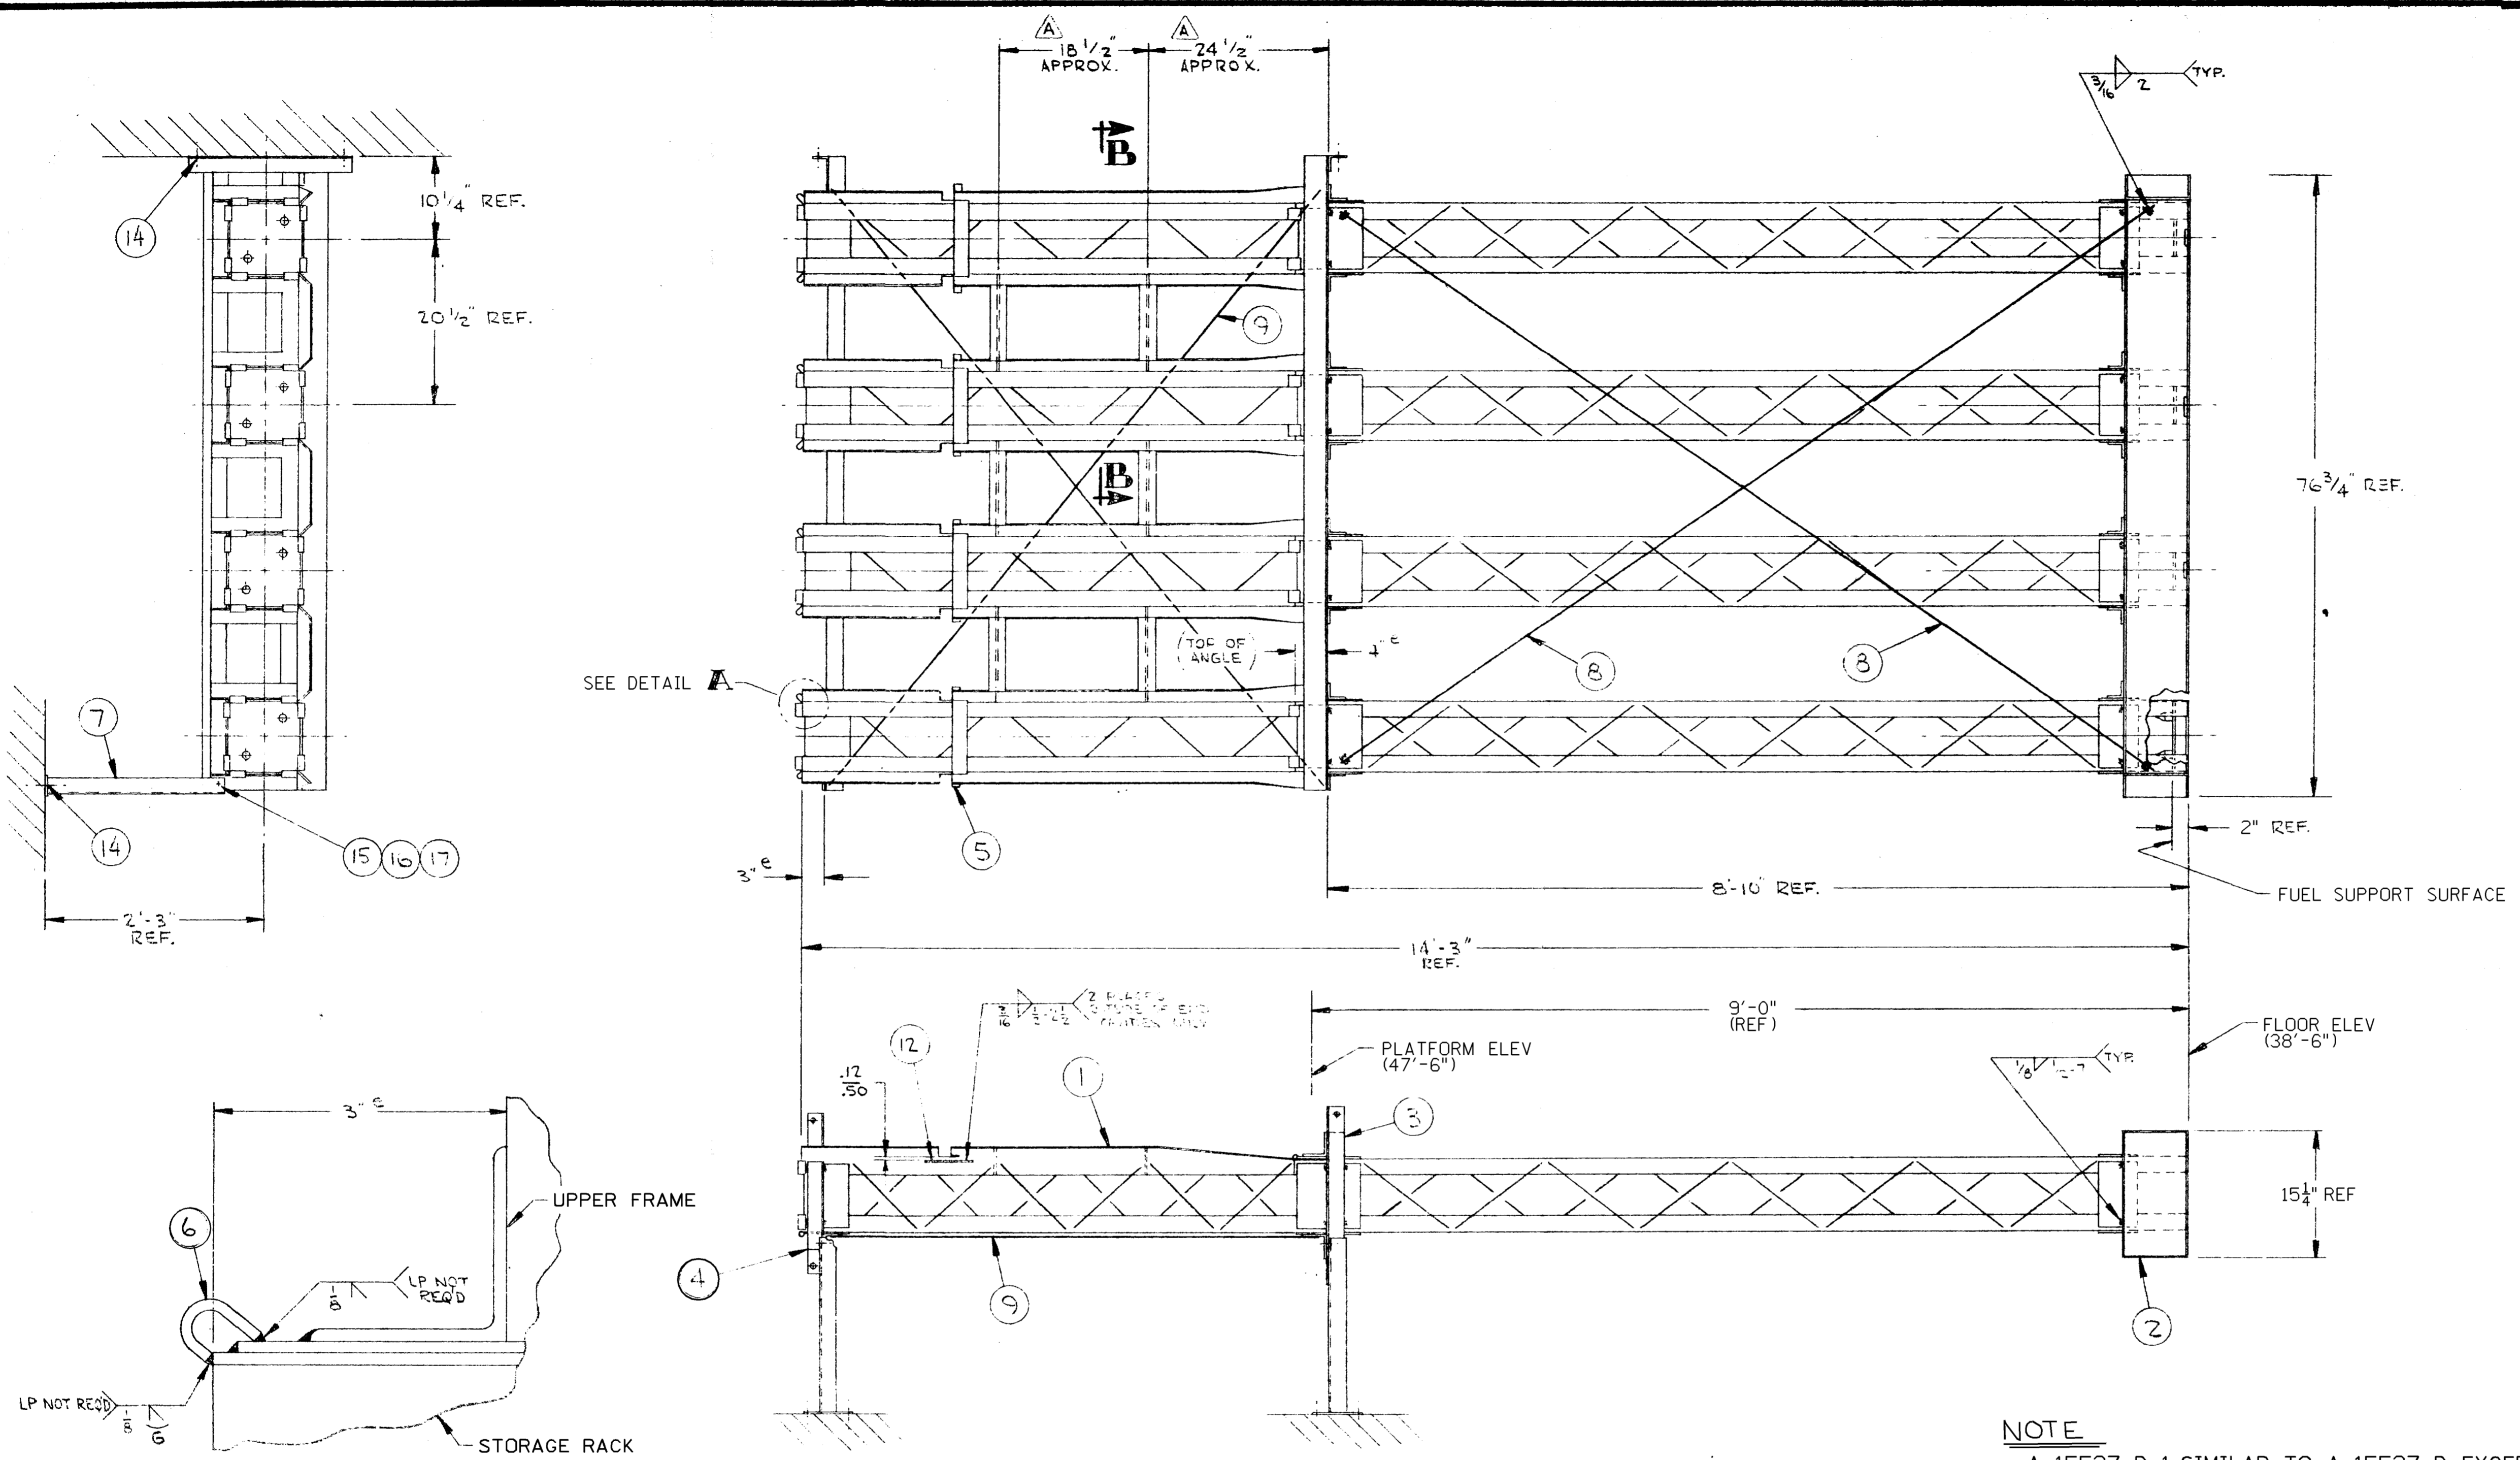 A
A
18 1/2"
APPROX.
24 1/2"
APPROX.
3/16 2 TYP.
B
10 1/4" REF.
14
20 1/2" REF.
9
B
76 3/4" REF.
(TOP OF
ANGLE)
4" e
SEE DETAIL A
8
8
7
14
15 16 17
5
3" e
2" REF.
8'-10" REF.
FUEL SUPPORT SURFACE
2'-3"
REF.
14'-3"
REF.
2 PLACES
3/16
9'-0"
(REF)
FLOOR ELEV
(38'-6")
12
PLATFORM ELEV
(47'-6")
1/8 TYP.
.12
.50
1
3
3" e
UPPER FRAME
15 1/4" REF
6
LP NOT
REQ'D
1/8
4
9
2
LP NOT REQ'D
1/8
6
STORAGE RACK
NOTE